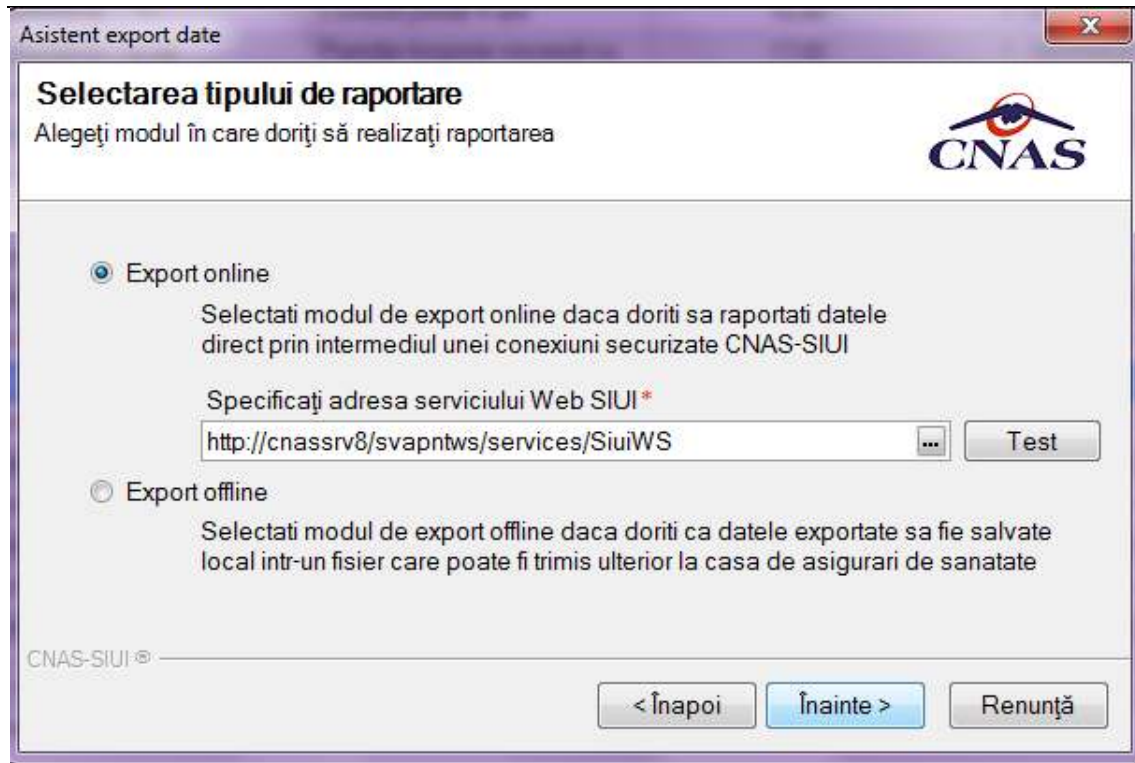 Asistent export date
Selectarea tipului de raportare
Alegeţi modul în care doriţi să realizaţi raportarea
CNAS
Export online
Selectati modul de export online daca doriti sa raportati datele
direct prin intermediul unei conexiuni securizate CNAS-SIUI
Specificaţi adresa serviciului Web SIUI*
http://cnassrv8/svapntws/services/SiuiWS
...
Test
Export offline
Selectati modul de export offline daca doriti ca datele exportate sa fie salvate
local intr-un fisier care poate fi trimis ulterior la casa de asigurari de sanatate
CNAS-SIUI ®
< Înapoi
Înainte >
Renunţă